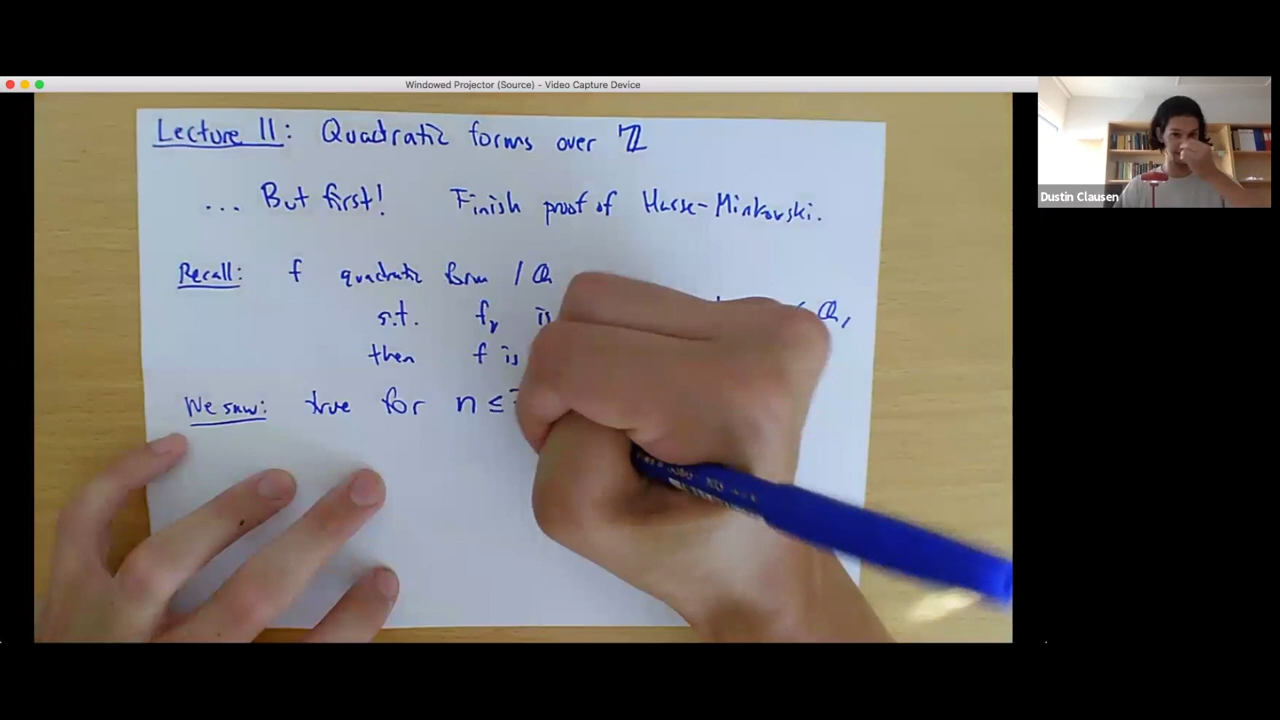 Windowed Projector (Source) - Video Capture Device
Lecture 11: Quadratic forms over ℤ
... But first! Finish proof of Hasse-Minkowski.
Recall: f quadratic form / ℚ
s.t. f_v is / ℚ,
then f is
We saw: true for n ≤
Dustin Clausen